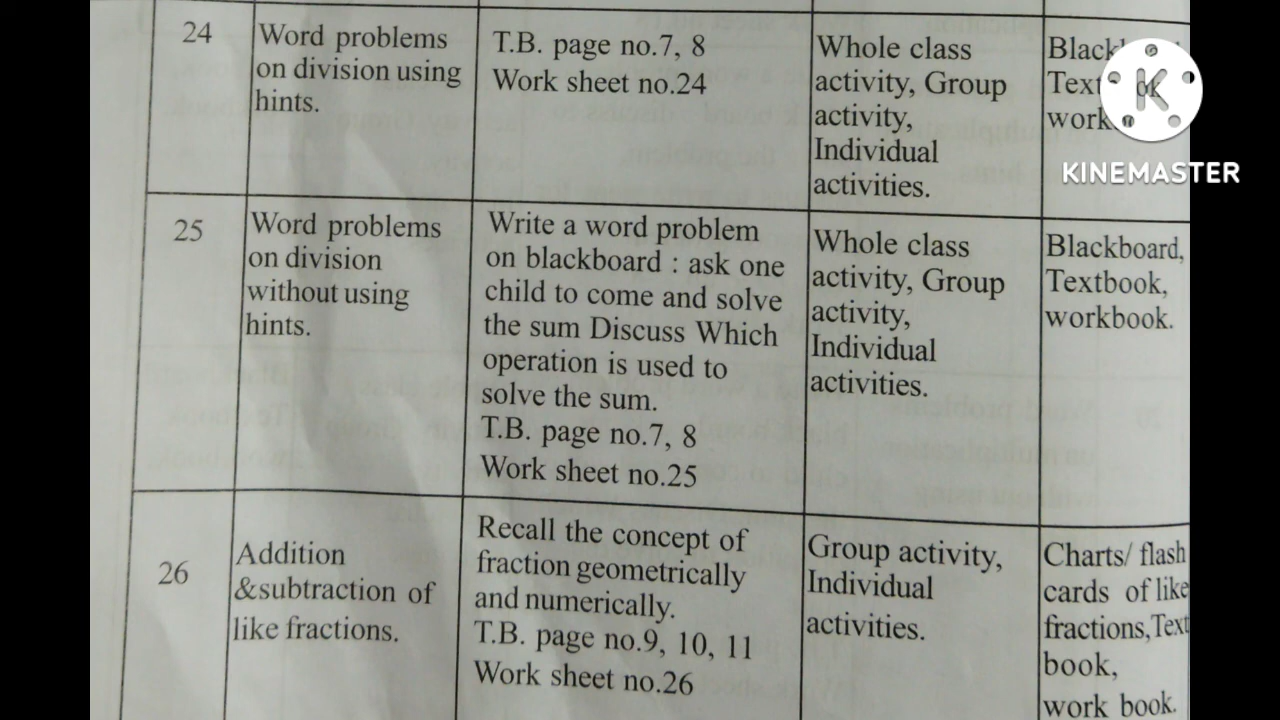 24
Word problems
on division using
hints.
T.B. page no.7, 8
Work sheet no.24
Whole class
activity, Group
activity,
Individual
activities.
KINEMASTER
25
Word problems
on division
without using
hints.
Write a word problem
on blackboard : ask one
child to come and solve
the sum Discuss Which
operation is used to
solve the sum.
T.B. page no.7, 8
Work sheet no.25
Whole class
activity, Group
activity,
Individual
activities.
Blackboard,
Textbook,
workbook.
26
Addition
&subtraction of
like fractions.
Recall the concept of
fraction geometrically
and numerically.
T.B. page no.9, 10, 11
Work sheet no.26
Group activity,
Individual
activities.
Charts/ flash
cards of like
fractions,Text
book,
work book.